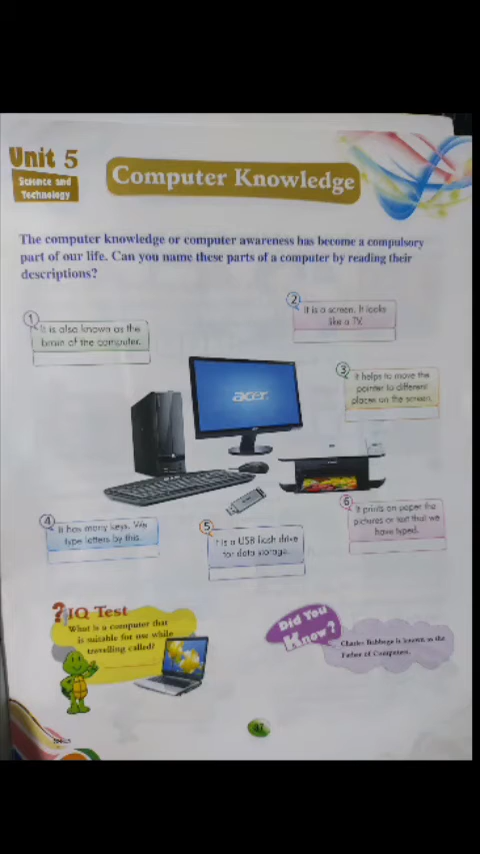 Unit 5
Science and
Technology
Computer Knowledge
The computer knowledge or computer awareness has become a compulsory
part of our life. Can you name these parts of a computer by reading their
descriptions?
1
It is also known as the
brain of the computer.
2
It is a screen. It looks
like a TV.
3
It helps to move the
pointer to different
places on the screen.
acer
4
It has many keys. We
type letters by this.
5
It is a USB flash drive
for data storage.
6
It prints on paper the
pictures or text that we
have typed.
? IQ Test
What is a computer that
is suitable for use while
travelling called?
Did You
Know?
Charles Babbage is known as the
Father of Computer.
47